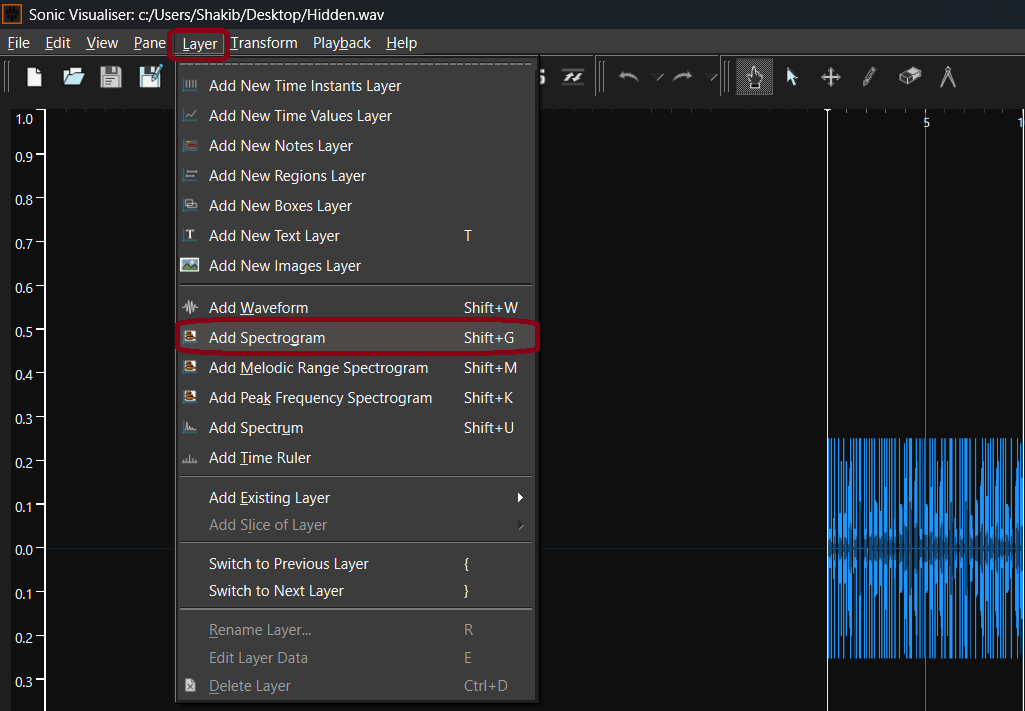 Sonic Visualiser: c:/Users/Shakib/Desktop/Hidden.wav
File Edit View Pane Layer Transform Playback Help
1.0
0.9
0.8
0.7
0.6
0.5
0.4
0.3
0.2
0.1
0.0
0.1
0.2
0.3
Add New Time Instants Layer
Add New Time Values Layer
Add New Notes Layer
Add New Regions Layer
Add New Boxes Layer
Add New Text Layer T
Add New Images Layer
Add Waveform Shift+W
Add Spectrogram Shift+G
Add Melodic Range Spectrogram Shift+M
Add Peak Frequency Spectrogram Shift+K
Add Spectrum Shift+U
Add Time Ruler
Add Existing Layer
Add Slice of Layer
Switch to Previous Layer {
Switch to Next Layer }
Rename Layer... R
Edit Layer Data E
Delete Layer Ctrl+D
5